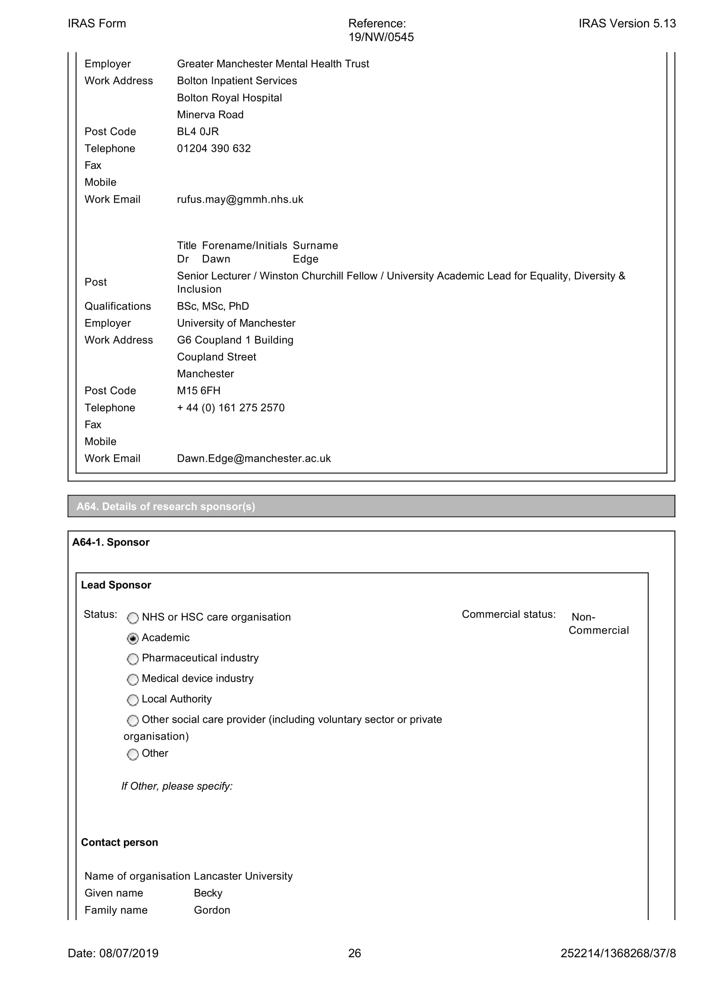 IRAS Form Reference: IRAS Version 5.13
19/NW/0545
Employer Greater Manchester Mental Health Trust
Work Address Bolton Inpatient Services
Bolton Royal Hospital
Minerva Road
Post Code BL4 0JR
Telephone 01204 390 632
Fax
Mobile
Work Email rufus.may@gmmh.nhs.uk
Title Forename/Initials Surname
Dr Dawn Edge
Post Senior Lecturer / Winston Churchill Fellow / University Academic Lead for Equality, Diversity &
Inclusion
Qualifications BSc, MSc, PhD
Employer University of Manchester
Work Address G6 Coupland 1 Building
Coupland Street
Manchester
Post Code M15 6FH
Telephone + 44 (0) 161 275 2570
Fax
Mobile
Work Email Dawn.Edge@manchester.ac.uk
A64. Details of research sponsor(s)
A64-1. Sponsor
Lead Sponsor
Status: NHS or HSC care organisation Commercial status: Non-
Commercial
Academic
Pharmaceutical industry
Medical device industry
Local Authority
Other social care provider (including voluntary sector or private
organisation)
Other
If Other, please specify:
Contact person
Name of organisation Lancaster University
Given name Becky
Family name Gordon
Date: 08/07/2019 26 252214/1368268/37/8